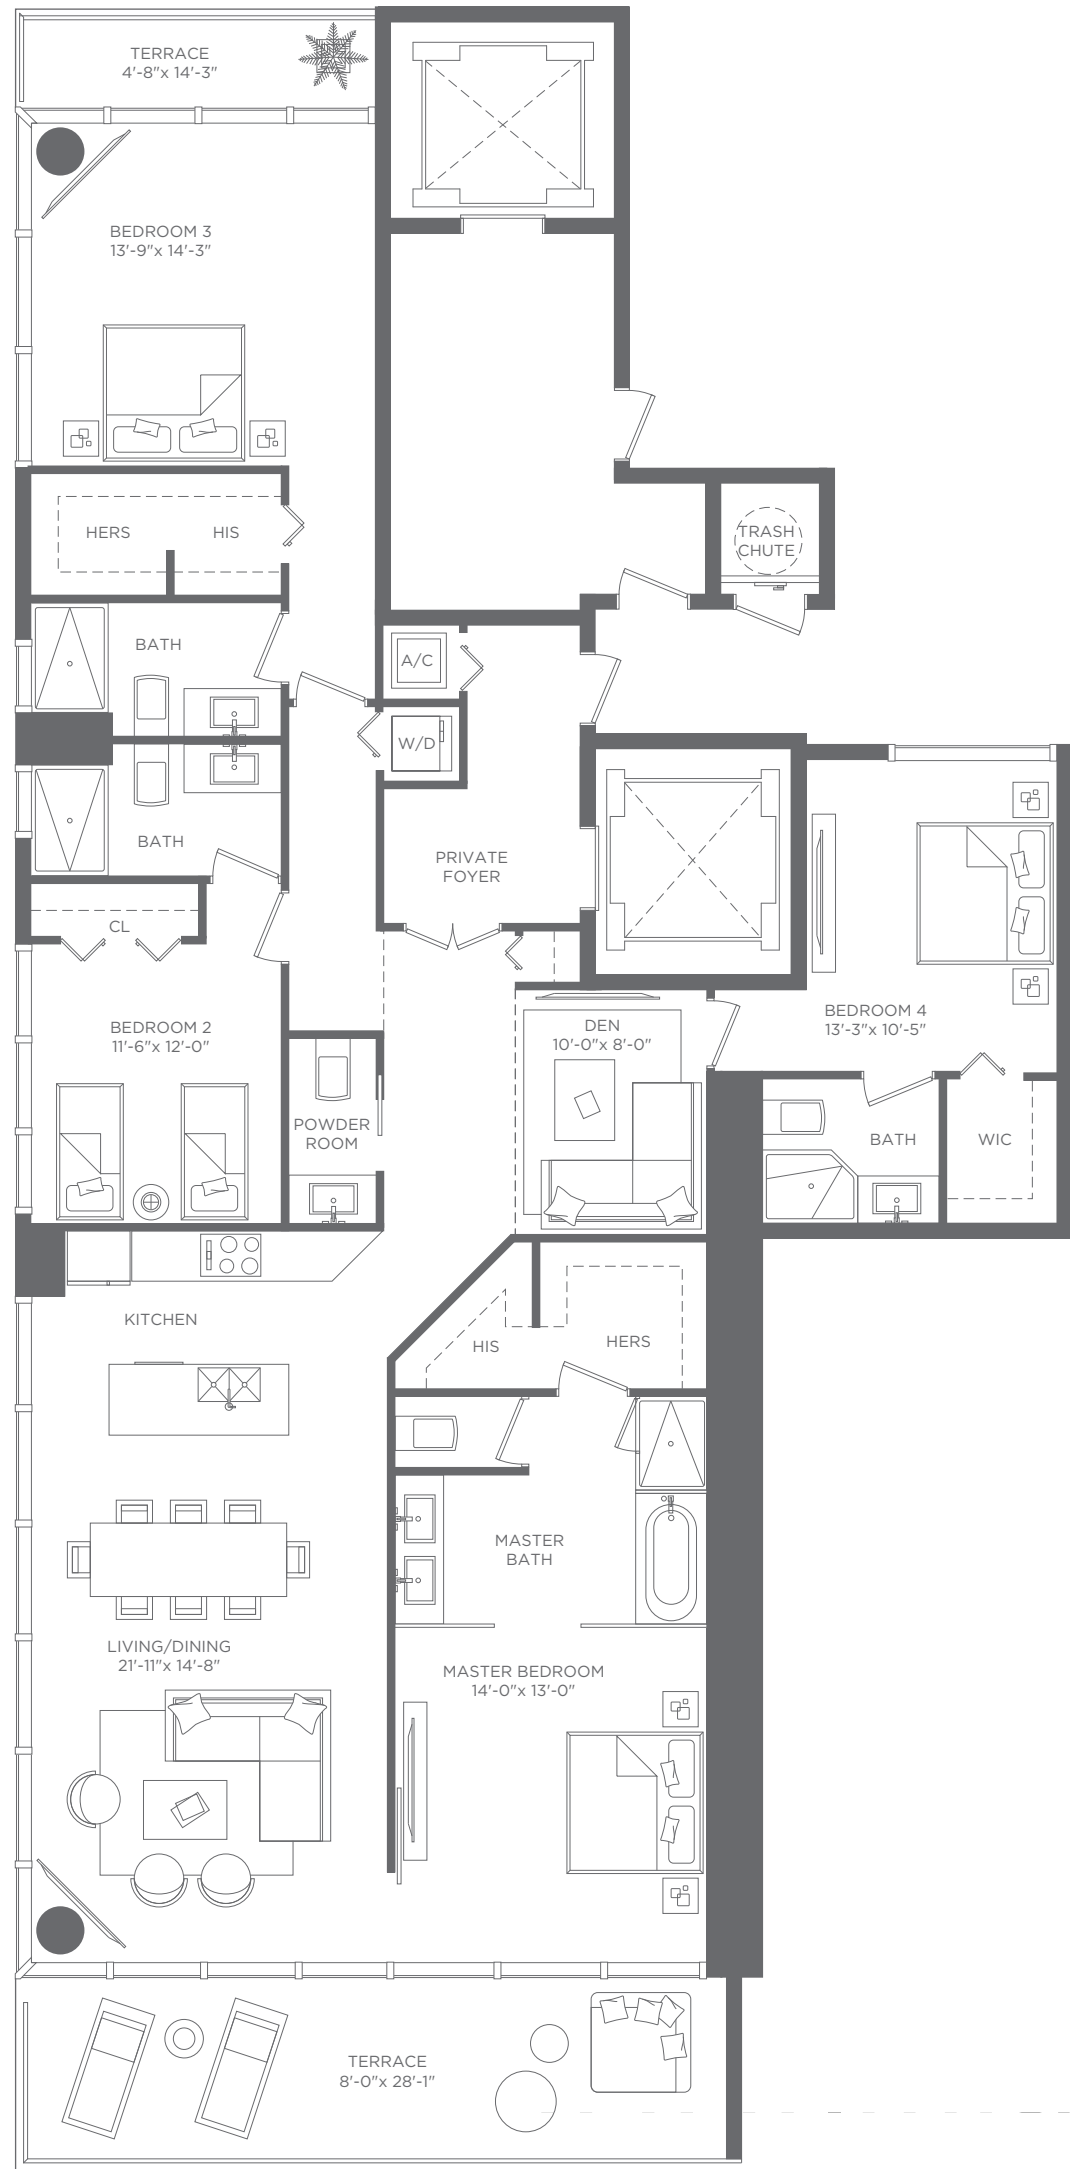 TERRACE
4'-8"x 14'-3"
BEDROOM 3
13'-9"x 14'-3"
HERS
HIS
TRASH
CHUTE
BATH
A/C
W/D
BATH
PRIVATE
FOYER
CL
BEDROOM 2
11'-6"x 12'-0"
DEN
10'-0"x 8'-0"
BEDROOM 4
13'-3"x 10'-5"
POWDER
ROOM
BATH
WIC
KITCHEN
HIS
HERS
MASTER
BATH
LIVING/DINING
21'-11"x 14'-8"
MASTER BEDROOM
14'-0"x 13'-0"
TERRACE
8'-0"x 28'-1"